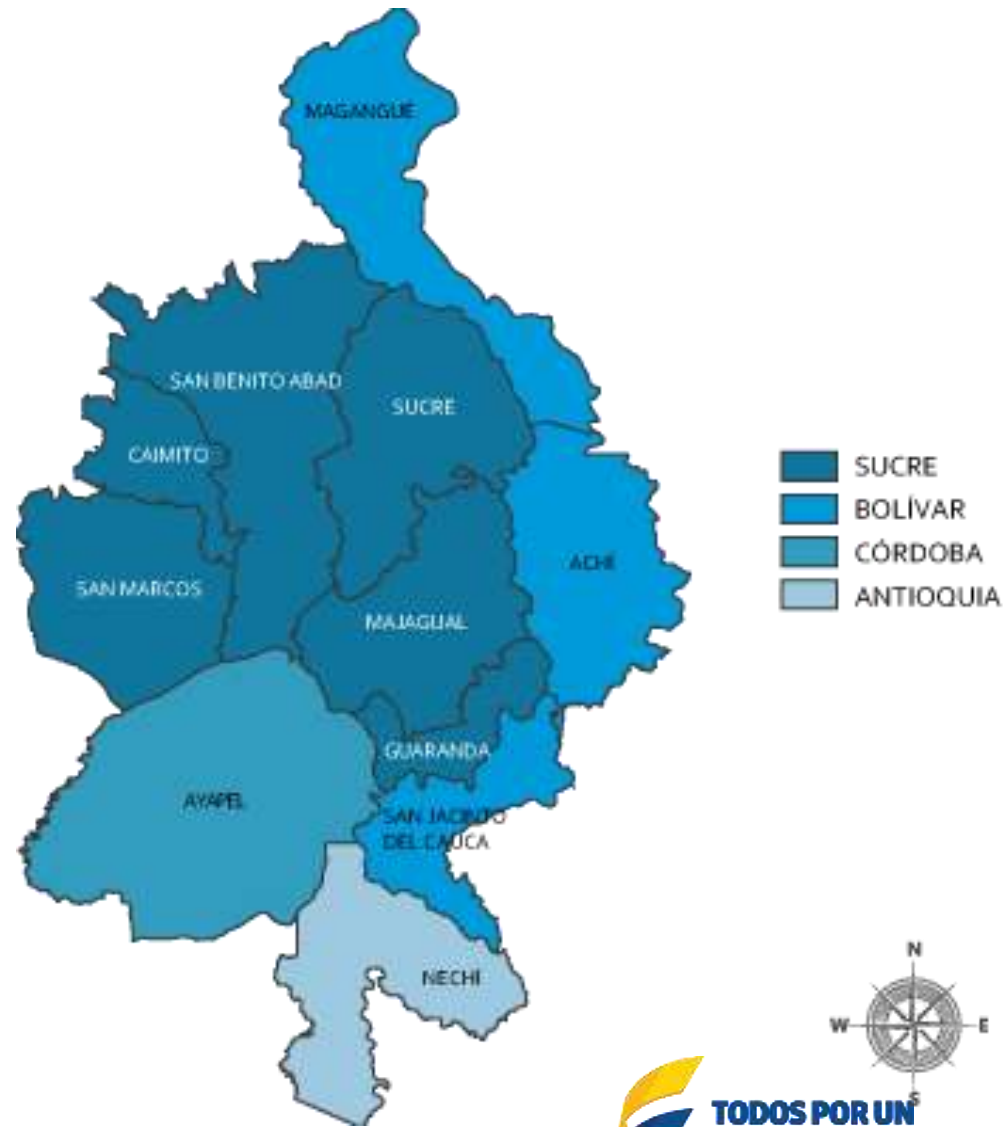 MAGANGUÉ
SAN BENITO ABAD
SUCRE
CAIMITO
SAN MARCOS
ACHÍ
MAJAGUAL
GUARANDA
AYAPEL
SAN JACINTO
DEL CAUCA
NECHÍ
SUCRE
BOLÍVAR
CÓRDOBA
ANTIOQUIA
N
W
E
S
TODOS POR UN